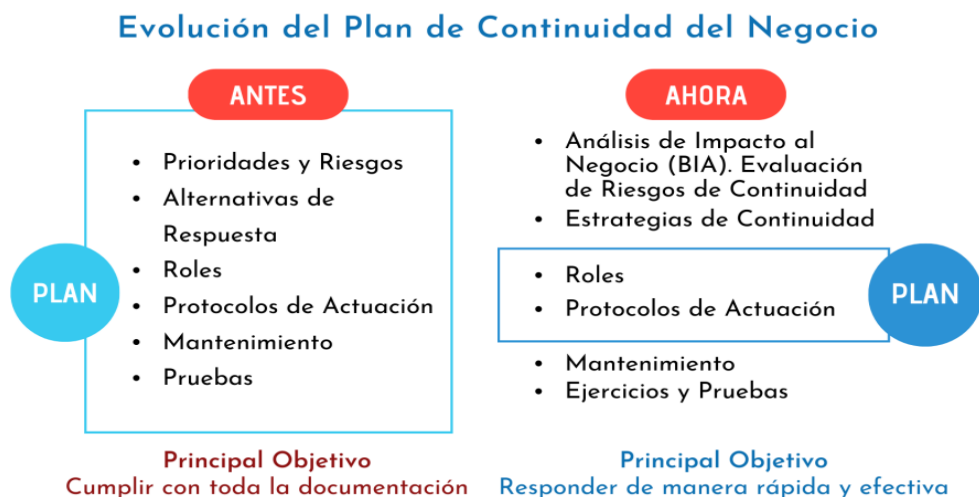 Evolución del Plan de Continuidad del Negocio
ANTES
• Prioridades y Riesgos
• Alternativas de
Respuesta
• Roles
• Protocolos de Actuación
• Mantenimiento
• Pruebas
PLAN
Principal Objetivo
Cumplir con toda la documentación
AHORA
• Análisis de Impacto al
Negocio (BIA). Evaluación
de Riesgos de Continuidad
• Estrategias de Continuidad
• Roles
• Protocolos de Actuación
PLAN
• Mantenimiento
• Ejercicios y Pruebas
Principal Objetivo
Responder de manera rápida y efectiva